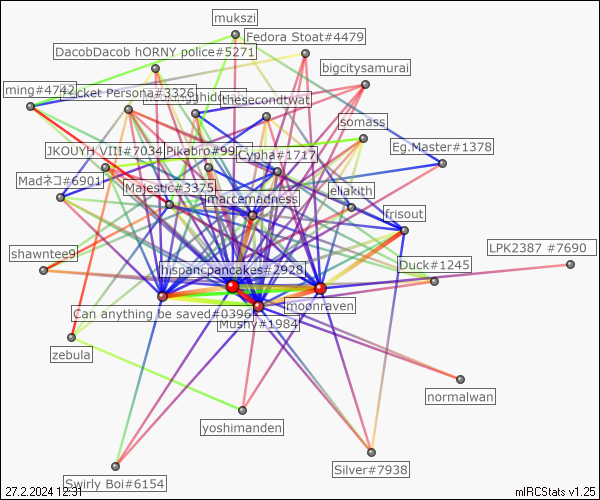 mukszi
Fedora Stoat#4479
DacobDacob hORNY police#5271
bigcitysamurai
ming#4742
cket Persona#3326
thesecondtwat
somass
Eg.Master#1378
JKOUYH VIII#7034
Pikabro#99
Cypha#1717
Madネコ#6901
Majestic#3375
eliakith
marcemadness
frisout
LPK2387 #7690
shawntee9
hispancpancakes#2928
Duck#1245
moonraven
Can anything be saved#0396
Mushy#1984
zebula
normalwan
yoshimanden
Silver#7938
Swirly Boi#6154
27.2.2024 12:31
mIRCStats v1.25